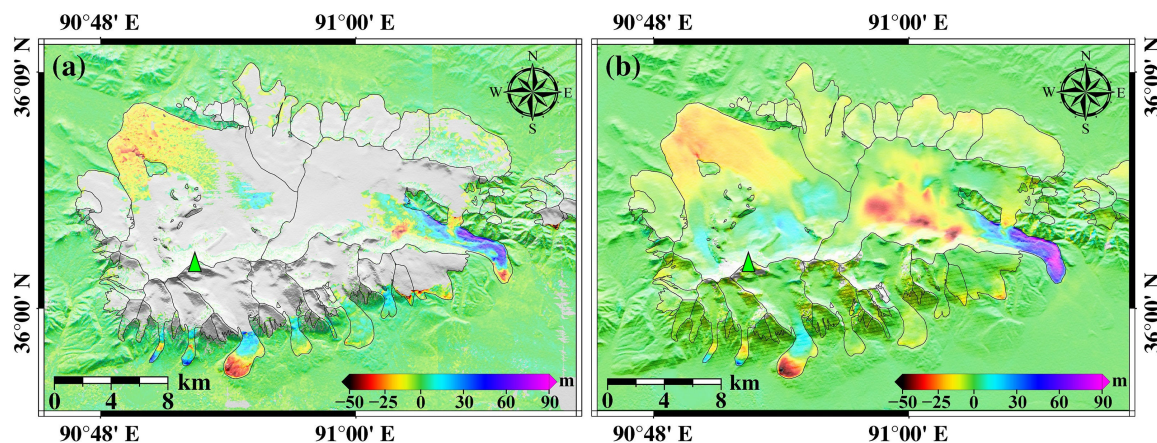 90°48' E 91°00' E 90°48' E 91°00' E
(a) (b)
N N
W E W E
S S
36°09' N 36°09' N
36°00' N 36°00' N
km m km m
0 4 8 −50 −25 0 30 60 90 0 4 8 −50 −25 0 30 60 90
90°48' E 91°00' E 90°48' E 91°00' E